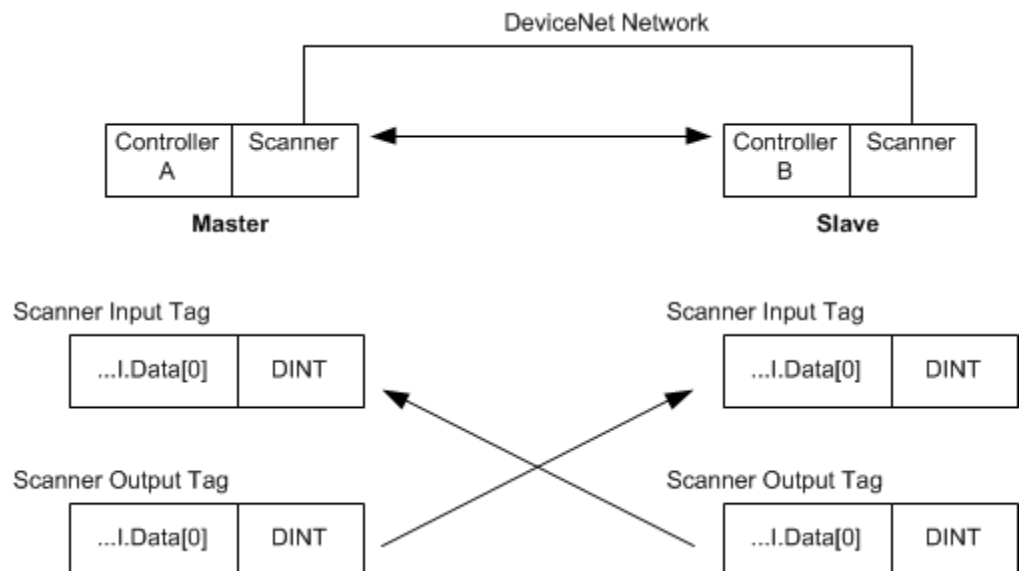 DeviceNet Network
Controller A
Scanner
Controller B
Scanner
Master
Slave
Scanner Input Tag
Scanner Input Tag
...I.Data[0]
DINT
...I.Data[0]
DINT
Scanner Output Tag
Scanner Output Tag
...I.Data[0]
DINT
...I.Data[0]
DINT